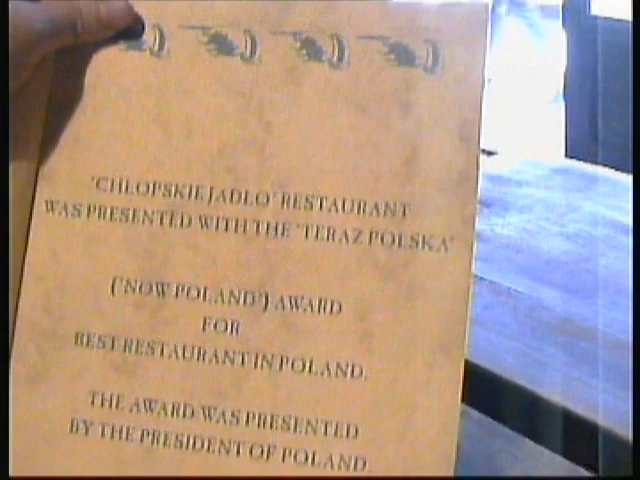 'CHLOPSKIE JADLO' RESTAURANT
WAS PRESENTED WITH THE 'TERAZ POLSKA'
('NOW POLAND') AWARD
FOR
BEST RESTAURANT IN POLAND.
THE AWARD WAS PRESENTED
BY THE PRESIDENT OF POLAND.